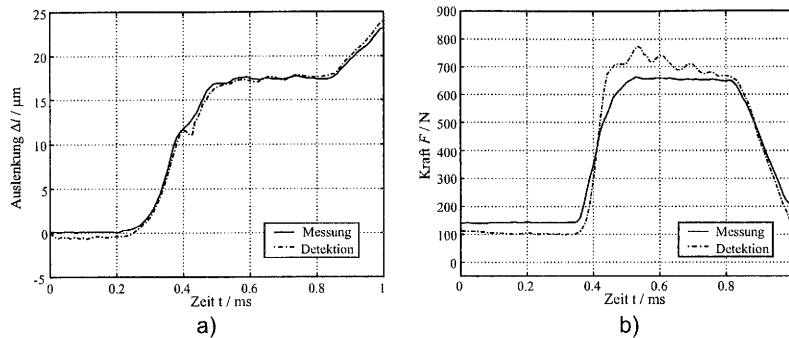 25
20
15
10
5
0
-5
Auslenkung Δl / μm
Messung
Detektion
0
0.2
0.4
0.6
0.8
1
Zeit t / ms
a)
900
800
700
600
500
400
300
200
100
0
Kraft F / N
Messung
Detektion
0
0.2
0.4
0.6
0.8
Zeit t / ms
b)